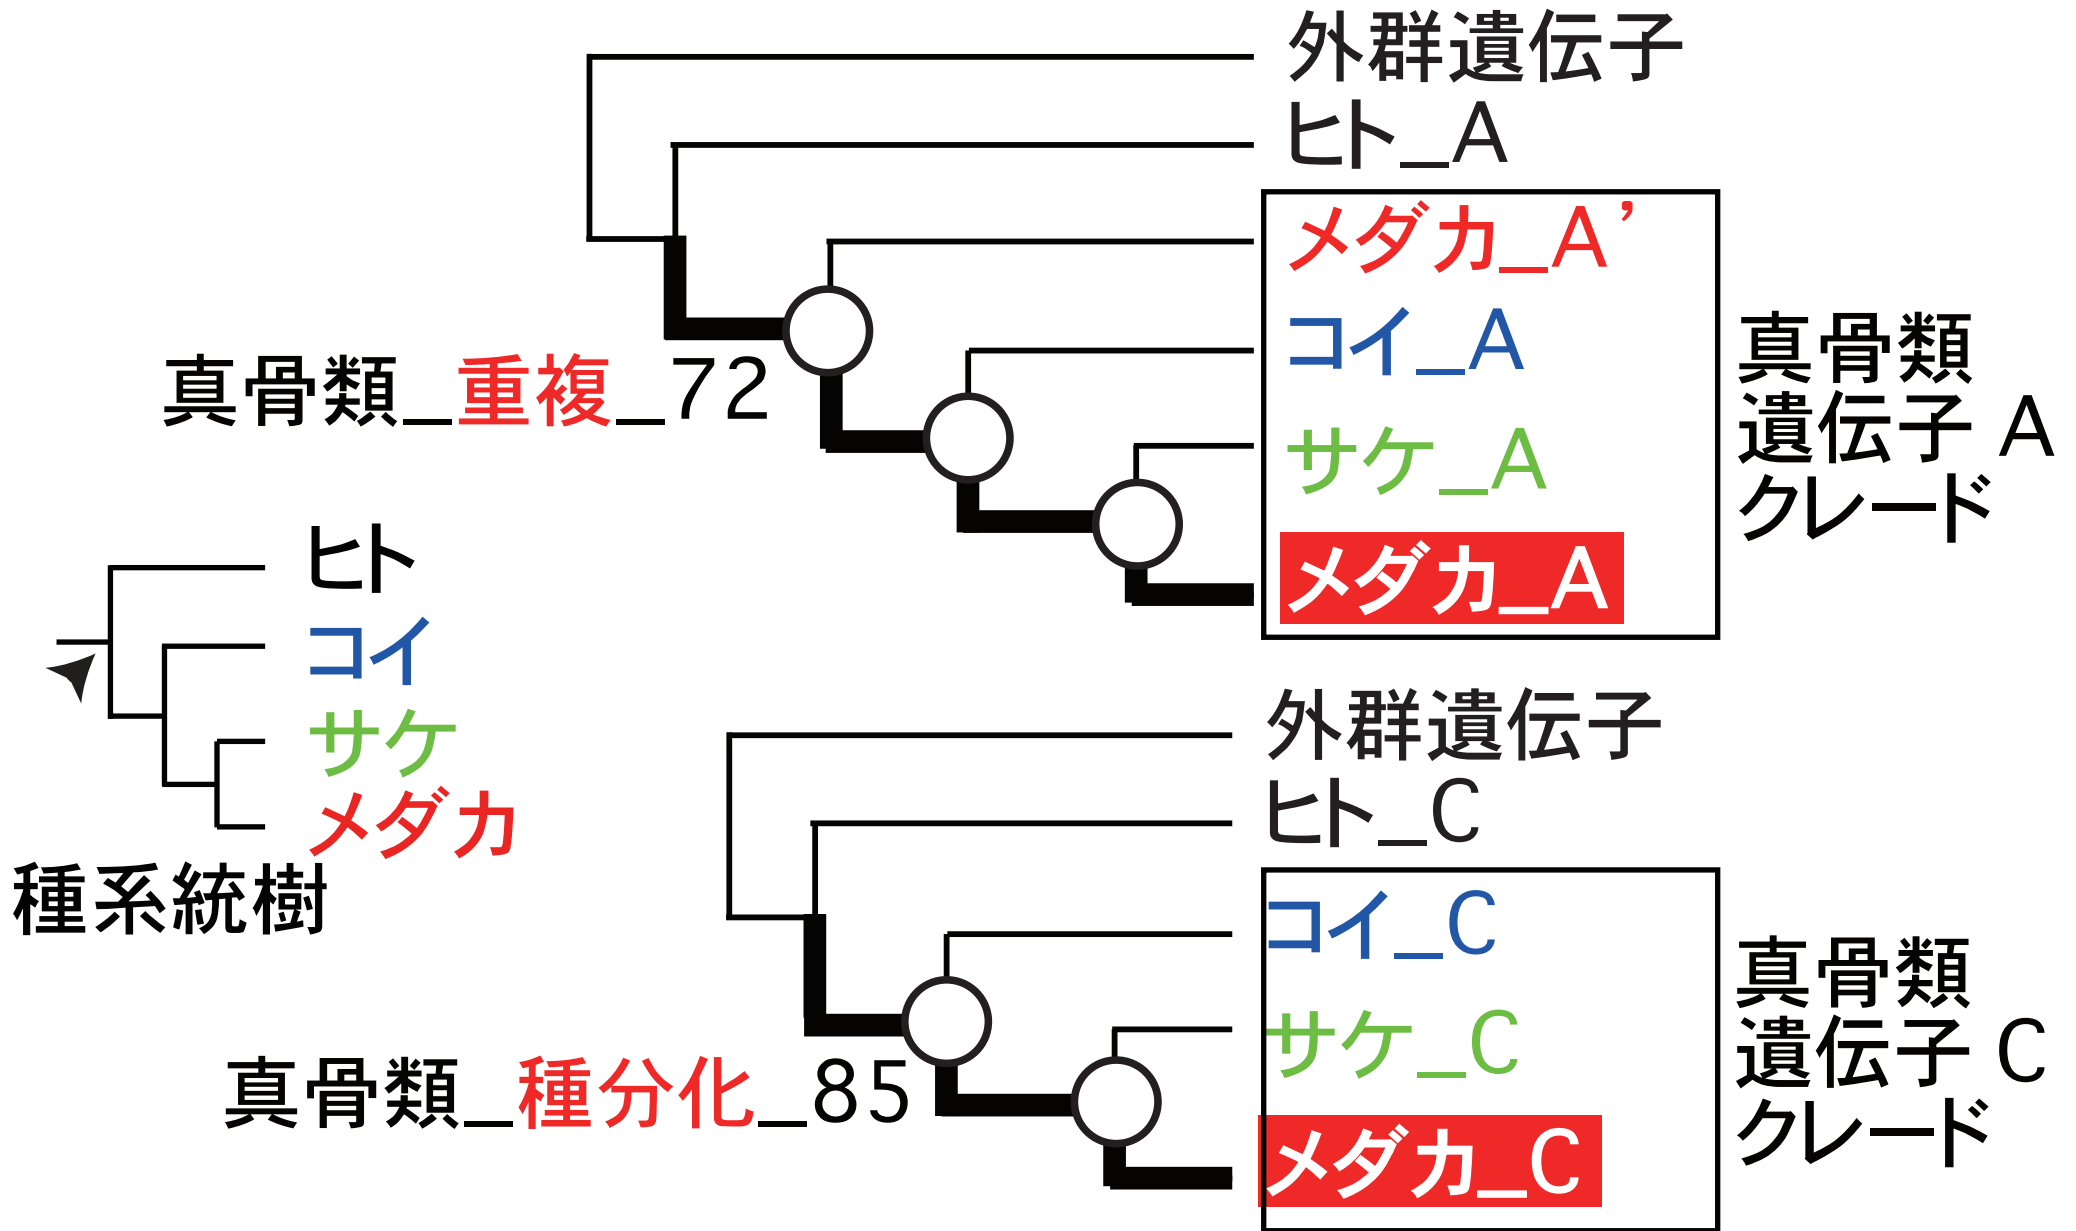 外群遺伝子
ヒト_A
メダカ_A’
コイ_A
サケ_A
メダカ_A
真骨類
遺伝子 A
クレード
真骨類_重複_72
ヒト
コイ
サケ
メダカ
種系統樹
外群遺伝子
ヒト_C
コイ_C
サケ_C
メダカ_C
真骨類
遺伝子 C
クレード
真骨類_種分化_85